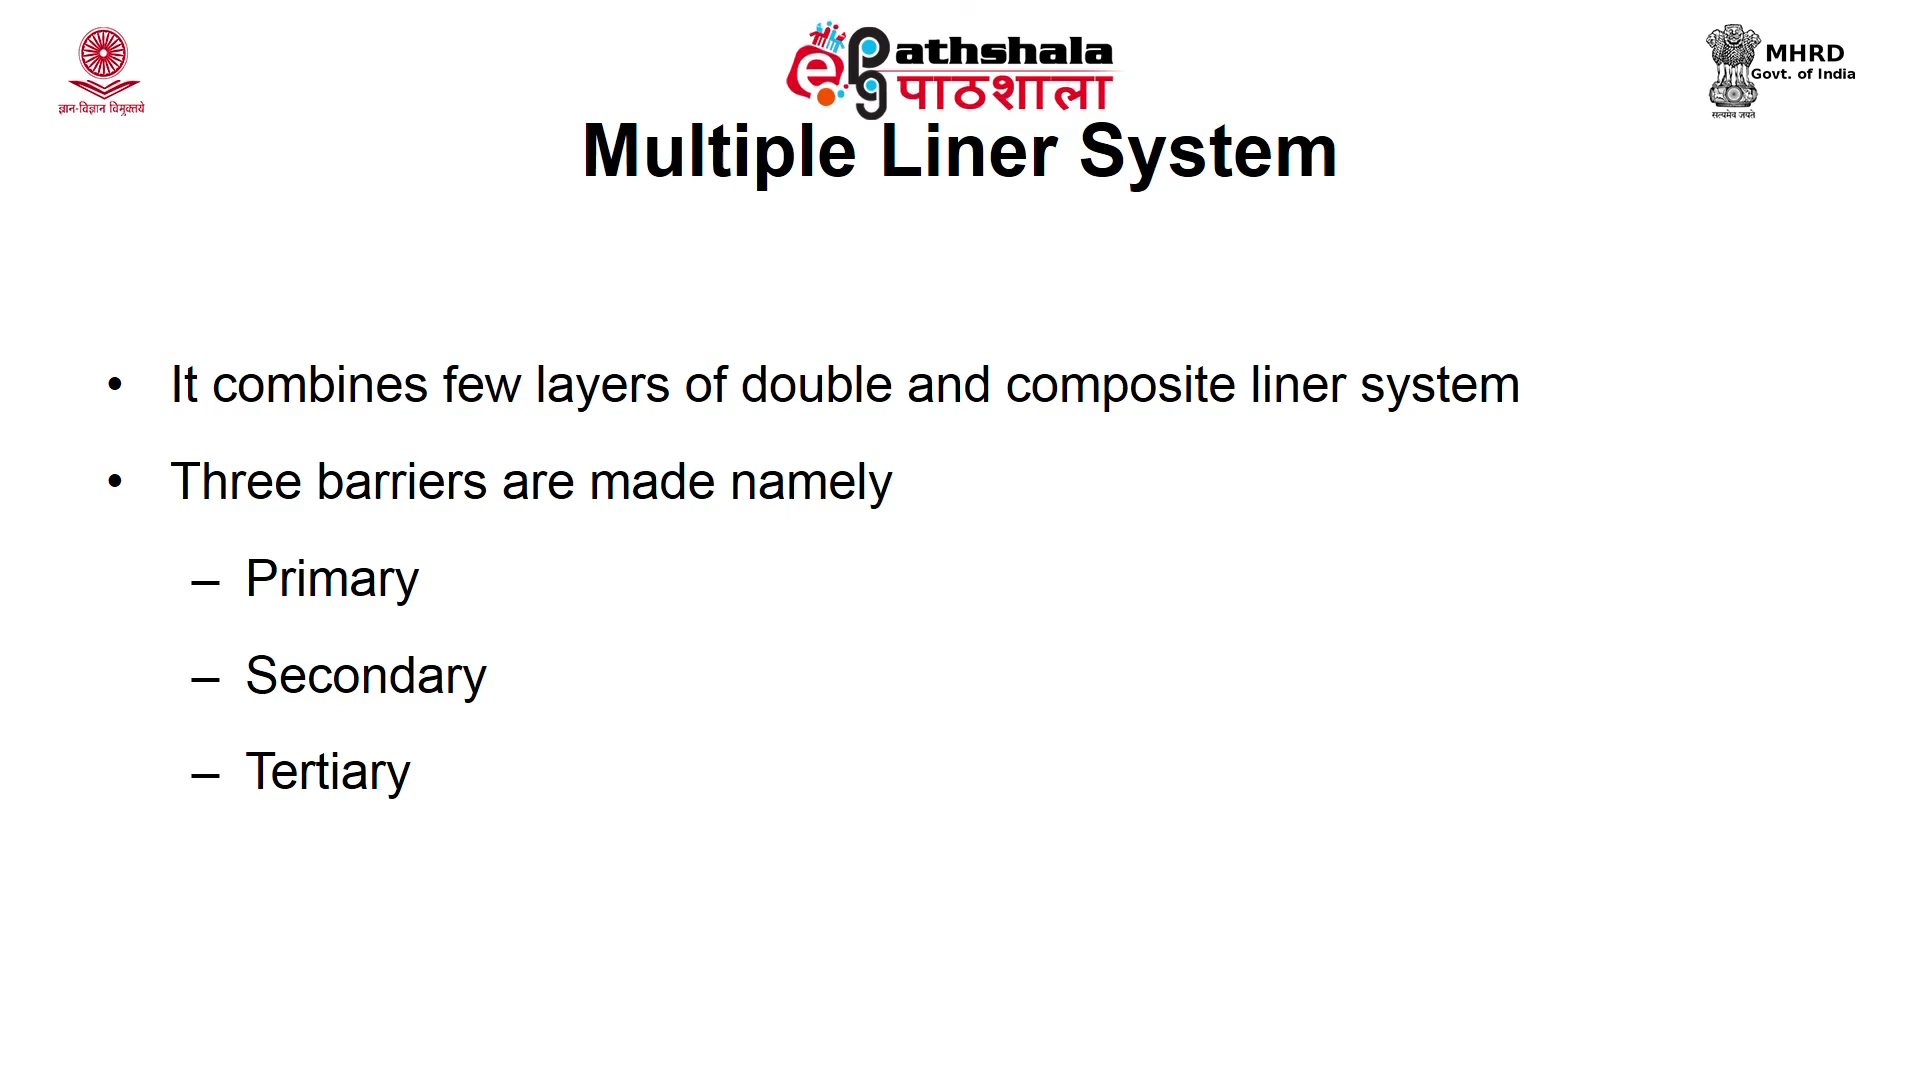 ज्ञान-विज्ञान विमुक्तये
ePg athshala
पाठशाला
MHRD
Govt. of India
सत्यमेव जयते
Multiple Liner System
• It combines few layers of double and composite liner system
• Three barriers are made namely
– Primary
– Secondary
– Tertiary